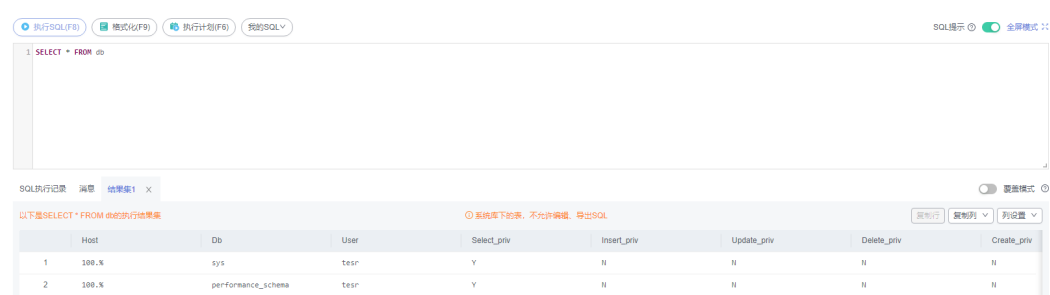 执行SQL(F8) 格式化(F9) 执行计划(F6) 我的SQL SQL提示 全屏模式
1 SELECT * FROM db
SQL执行记录 消息 结果集1 × 覆盖模式
以下是SELECT * FROM db的执行结果集 系统库下的表，不允许编辑，导出SQL 复制行 复制列 列设置
Host Db User Select_priv Insert_priv Update_priv Delete_priv Create_priv
1 100.% sys tesr Y N N N N
2 100.% performance_schema tesr Y N N N N